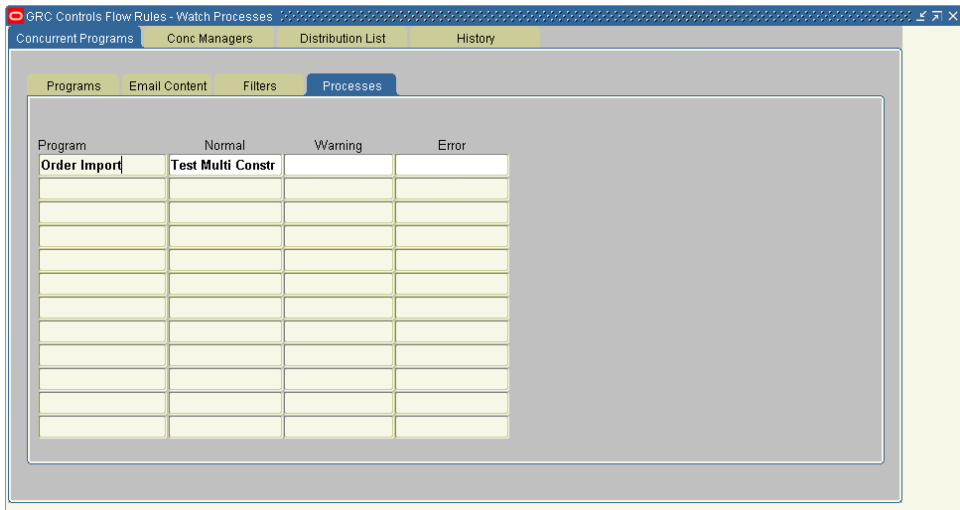 GRC Controls Flow Rules - Watch Processes
Concurrent Programs Conc Managers Distribution List History
Programs Email Content Filters Processes
Program Normal Warning Error
Order Import Test Multi Constr